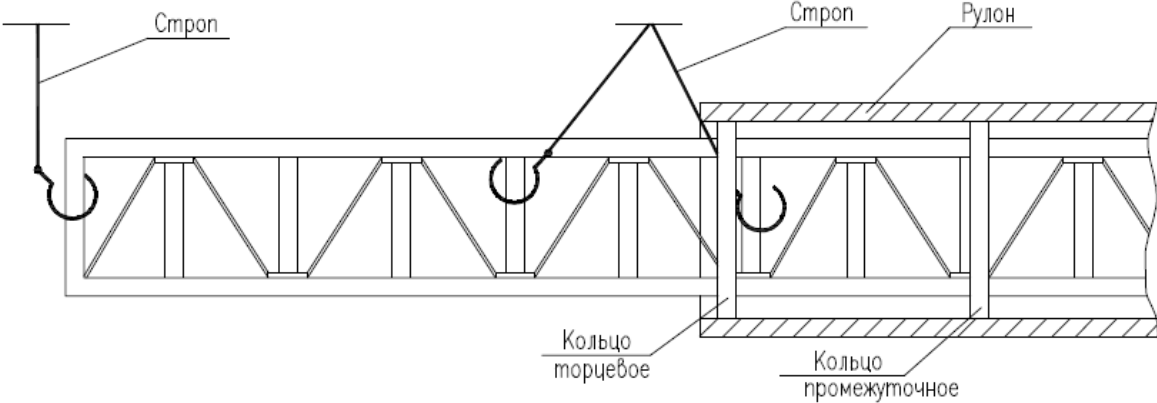 Строп
Строп
Рулон
Кольцо
торцевое
Кольцо
промежуточное